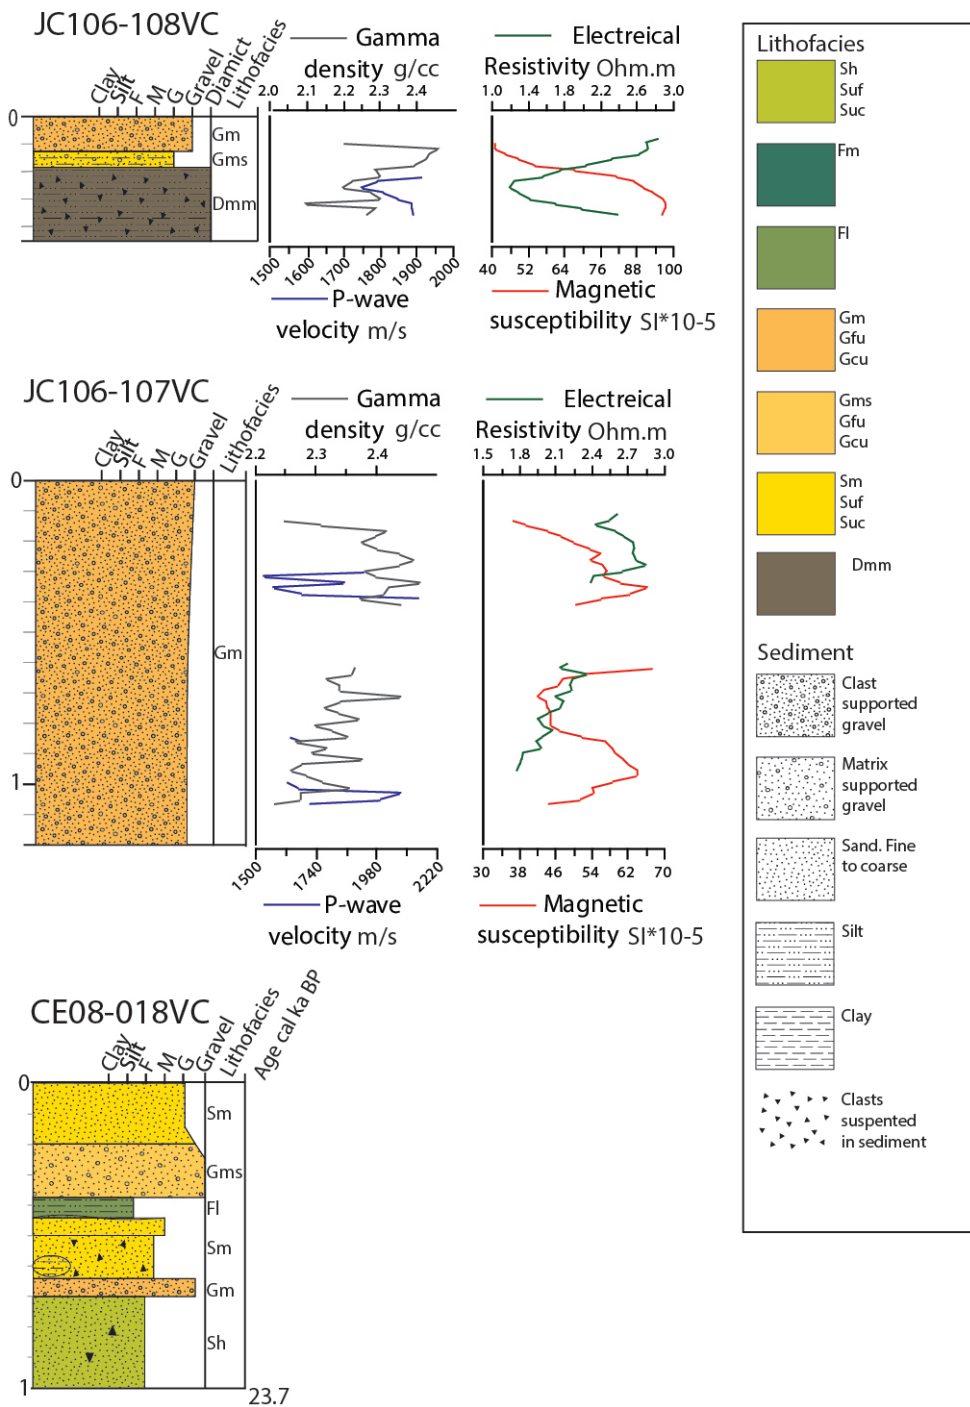 JC106-108VC
Clay
Silt
F
M
G
Gravel
Diamict
Lithofacies
0
Gm
Gms
Dmm
Gamma
density g/cc
2.0 2.1 2.2 2.3 2.4
1500 1600 1700 1800 1900 2000
P-wave
velocity m/s
Electreical
Resistivity Ohm.m
1.0 1.4 1.8 2.2 2.6 3.0
40 52 64 76 88 100
Magnetic
susceptibility SI*10-5
JC106-107VC
Clay
Silt
F
M
G
Gravel
Lithofacies
0
Gm
1
Gamma
density g/cc
2.2 2.3 2.4
1500 1740 1980 2220
P-wave
velocity m/s
Electreical
Resistivity Ohm.m
1.5 1.8 2.1 2.4 2.7 3.0
30 38 46 54 62 70
Magnetic
susceptibility SI*10-5
CE08-018VC
Clay
Silt
F
M
G
Gravel
Lithofacies
Age cal ka BP
0
Sm
Gms
Fl
Sm
Gm
Sh
1
23.7
Lithofacies
Sh
Suf
Suc
Fm
Fl
Gm
Gfu
Gcu
Gms
Gfu
Gcu
Sm
Suf
Suc
Dmm
Sediment
Clast
supported
gravel
Matrix
supported
gravel
Sand. Fine
to coarse
Silt
Clay
Clasts
suspented
in sediment